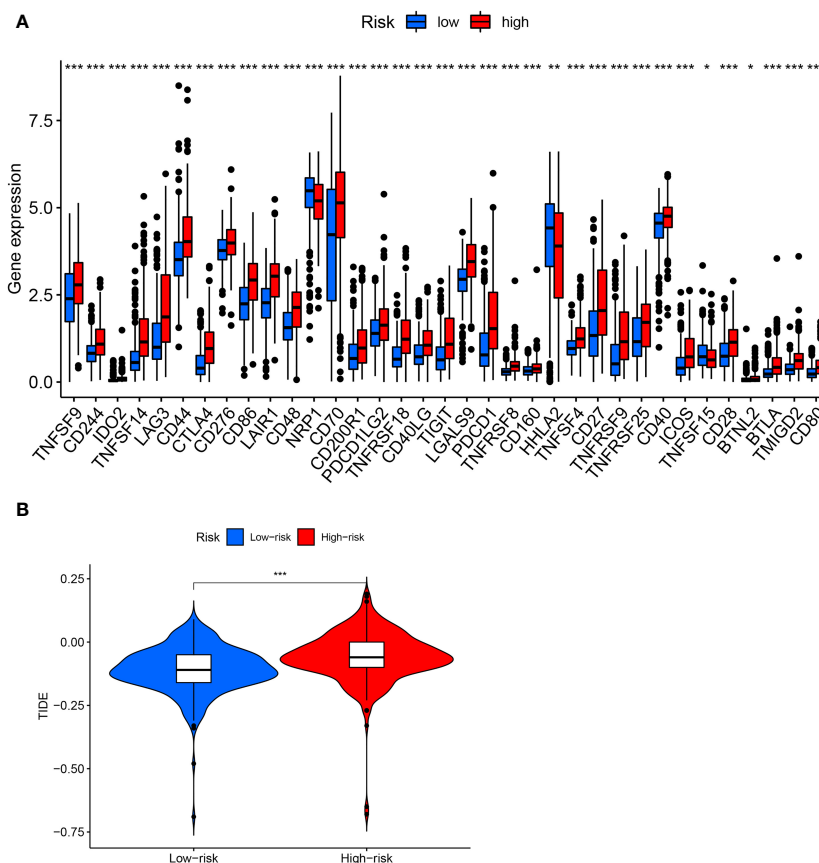 A
Risk low high
*** *** *** *** *** *** *** *** *** *** *** *** *** *** *** *** *** *** *** *** *** *** ** *** *** *** *** *** *** * *** * *** ***
Gene expression
7.5
5.0
2.5
0.0
TNFSF9
CD244
IDO2
TNFSF14
LAG3
CD44
CTLA4
CD276
CD86
LAIR1
CD48
NRP1
CD70
CD200R1
PDCD1LG2
TNFRSF18
CD40LG
TIGIT
LGALS9
PDCD1
TNFRSF8
CD160
HHLA2
TNFSF4
CD27
TNFRSF9
TNFRSF25
CD40
ICOS
TNFSF15
CD28
BTNL2
BTLA
TMIGD2
CD80
B
Risk Low−risk High−risk
***
TIDE
0.25
0.00
−0.25
−0.50
−0.75
Low−risk High−risk